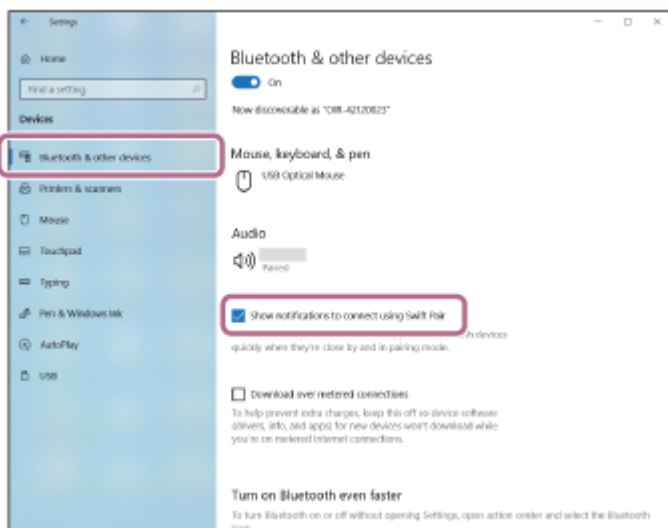 Settings
Home
Find a setting
Devices
Bluetooth & other devices
Printers & scanners
Mouse
Touchpad
Typing
Pen & Windows Ink
AutoPlay
USB
Bluetooth & other devices
On
Now discoverable as
Mouse, keyboard, & pen
USB Optical Mouse
Audio
Paired
Show notifications to connect using Swift Pair
devices
quickly when they're close by and in pairing mode.
Download over metered connections
To help prevent extra charges, keep this off so device software
(drivers, info, and apps) for new devices won't download while
you're on metered internet connections.
Turn on Bluetooth even faster
To turn Bluetooth on or off without opening Settings, open action center and select the Bluetooth
icon.